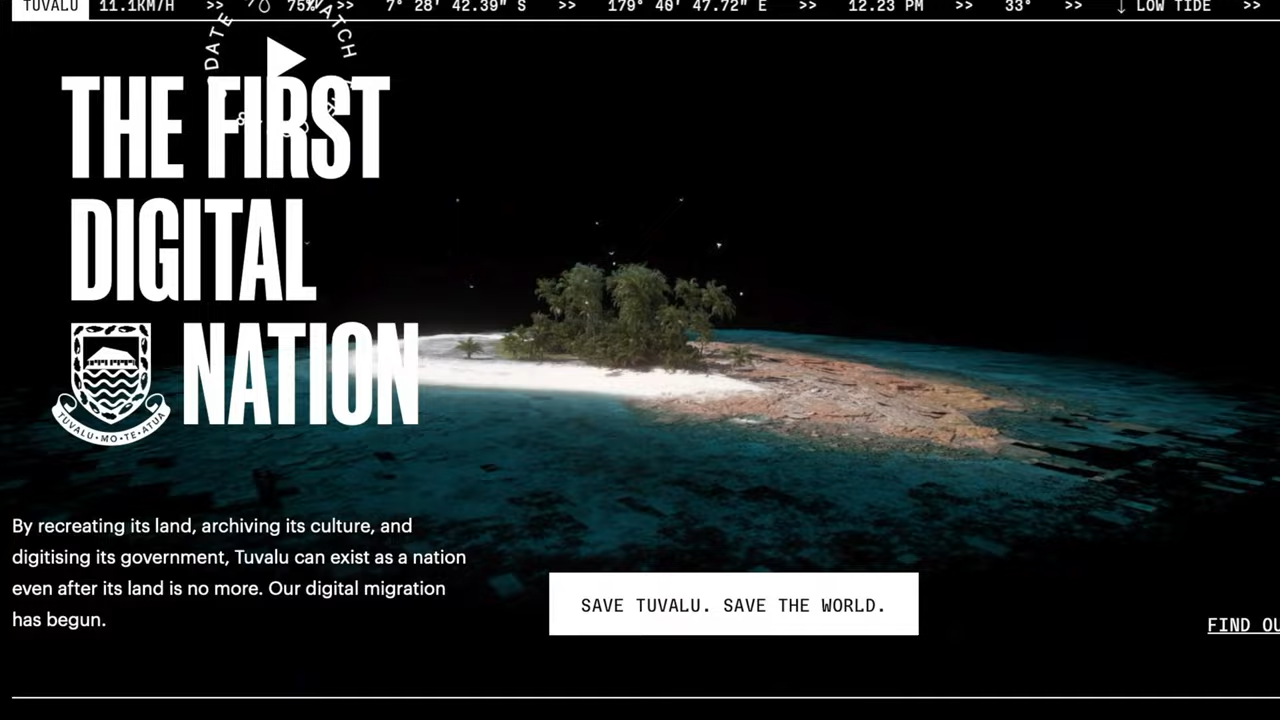 TUVALU 11.1KM/H >> 75% >> 7° 28' 42.39" S >> 179° 40' 47.72" E >> 12.23 PM >> 33° >> ↓ LOW TIDE >>
THE FIRST
DIGITAL
NATION
TUVALU•MO•TE•ATUA
By recreating its land, archiving its culture, and
digitising its government, Tuvalu can exist as a nation
even after its land is no more. Our digital migration
has begun.
SAVE TUVALU. SAVE THE WORLD.
FIND